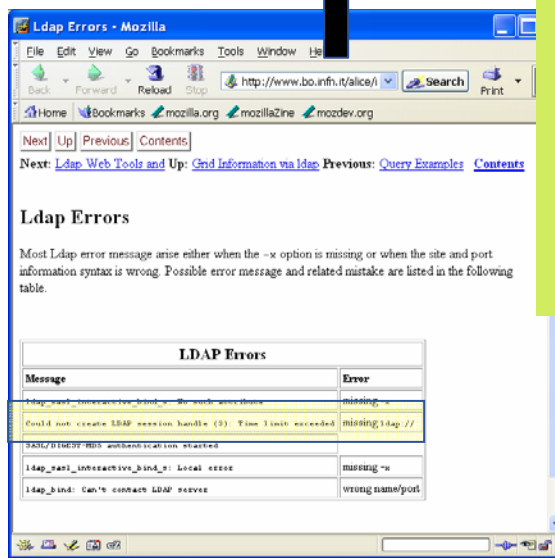 Ldap Errors - Mozilla
File Edit View Go Bookmarks Tools Window
Back Forward Reload Stop http://www.bo.infn.it/alice/i Search Print
Home Bookmarks mozilla.org mozillaZine mozdev.org
Next Up Previous Contents
Next: Ldap Web Tools and Up: Grid Information via ldap Previous: Query Examples Contents
Ldap Errors
Most Ldap error message arise either when the -x option is missing or when the site and port
information syntax is wrong. Possible error message and related mistake are listed in the following
table.
LDAP Errors
Message Error
ldap_sasl_interactive_bind_s: No such attribute missing -x
Could not create LDAP session handle (3): Time limit exceeded missing ldap://
SASL/DIGEST-MD5 authentication started
ldap_sasl_interactive_bind_s: Local error missing -x
ldap_bind: Can't contact LDAP server wrong name/port